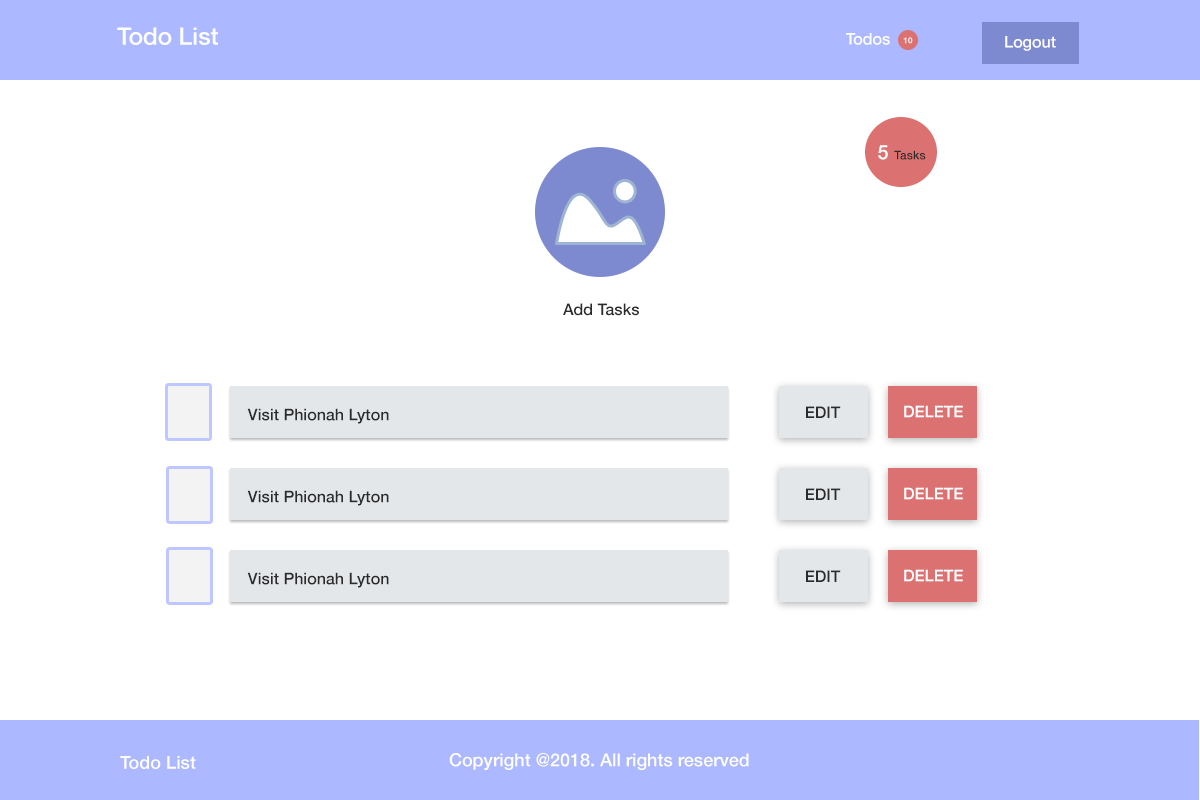 Todo List
Todos 10
Logout
5 Tasks
Add Tasks
Visit Phionah Lyton EDIT DELETE
Visit Phionah Lyton EDIT DELETE
Visit Phionah Lyton EDIT DELETE
Todo List
Copyright @2018. All rights reserved